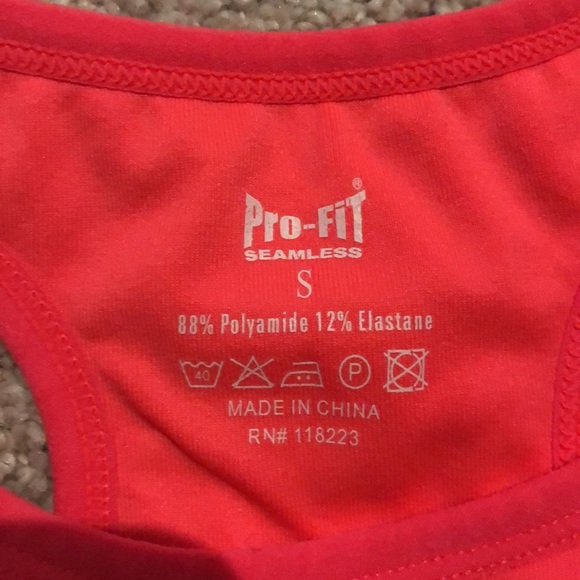 Pro-FiT®
SEAMLESS
S
88% Polyamide 12% Elastane
40 P
MADE IN CHINA
RN# 118223